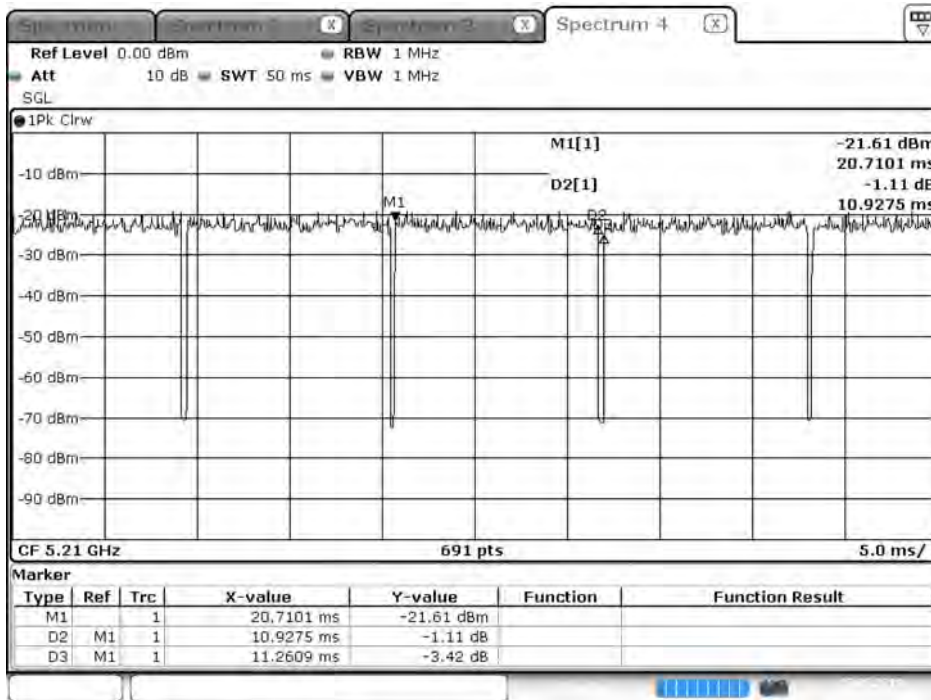 Spectrum 4
Ref Level 0.00 dBm RBW 1 MHz
Att 10 dB SWT 50 ms VBW 1 MHz
SGL
1Pk Clrw
M1[1] -21.61 dBm
20.7101 ms
-10 dBm
D2[1] -1.11 dB
10.9275 ms
M1
-20 dBm
D2
-30 dBm
-40 dBm
-50 dBm
-60 dBm
-70 dBm
-80 dBm
-90 dBm
CF 5.21 GHz 691 pts 5.0 ms/
Marker
Type Ref Trc X-value Y-value Function Function Result
M1 1 20.7101 ms -21.61 dBm
D2 M1 1 10.9275 ms -1.11 dB
D3 M1 1 11.2609 ms -3.42 dB